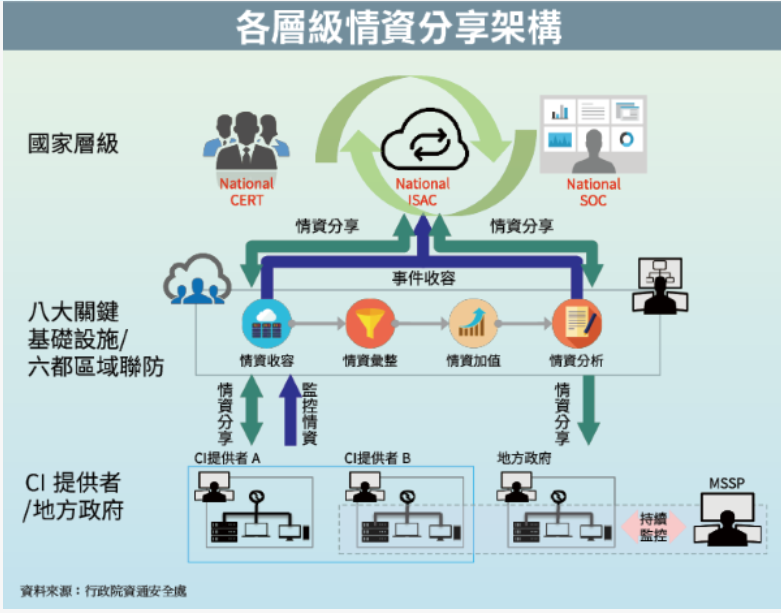 各層級情資分享架構
國家層級
National
CERT
National
ISAC
National
SOC
情資分享
情資分享
事件收容
八大關鍵
基礎設施/
六都區域聯防
情資收容
情資彙整
情資加值
情資分析
情資分享
監控情資
情資分享
CI 提供者
/地方政府
CI提供者 A
CI提供者 B
地方政府
MSSP
持續
監控
資料來源：行政院資通安全處